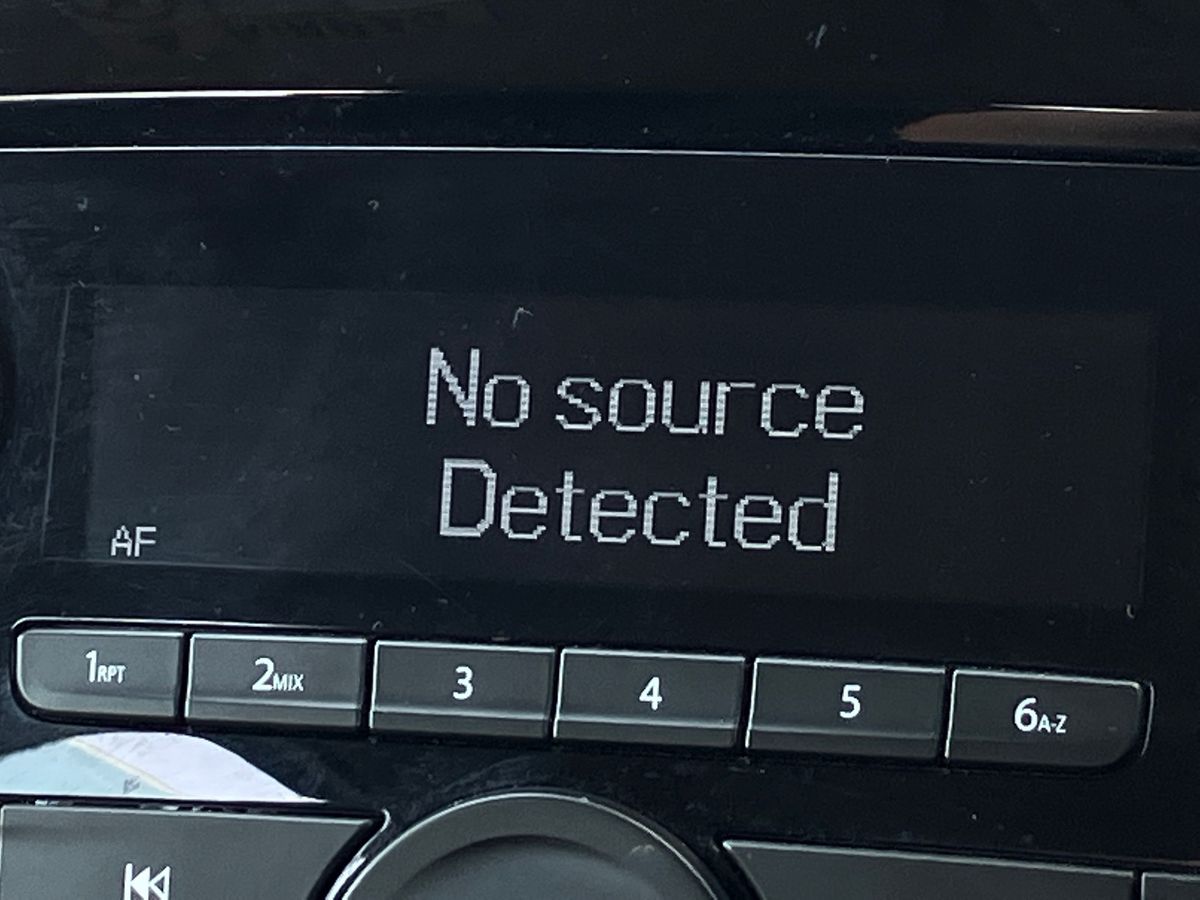 No source
Detected
AF
1RPT 2MIX 3 4 5 6A-Z